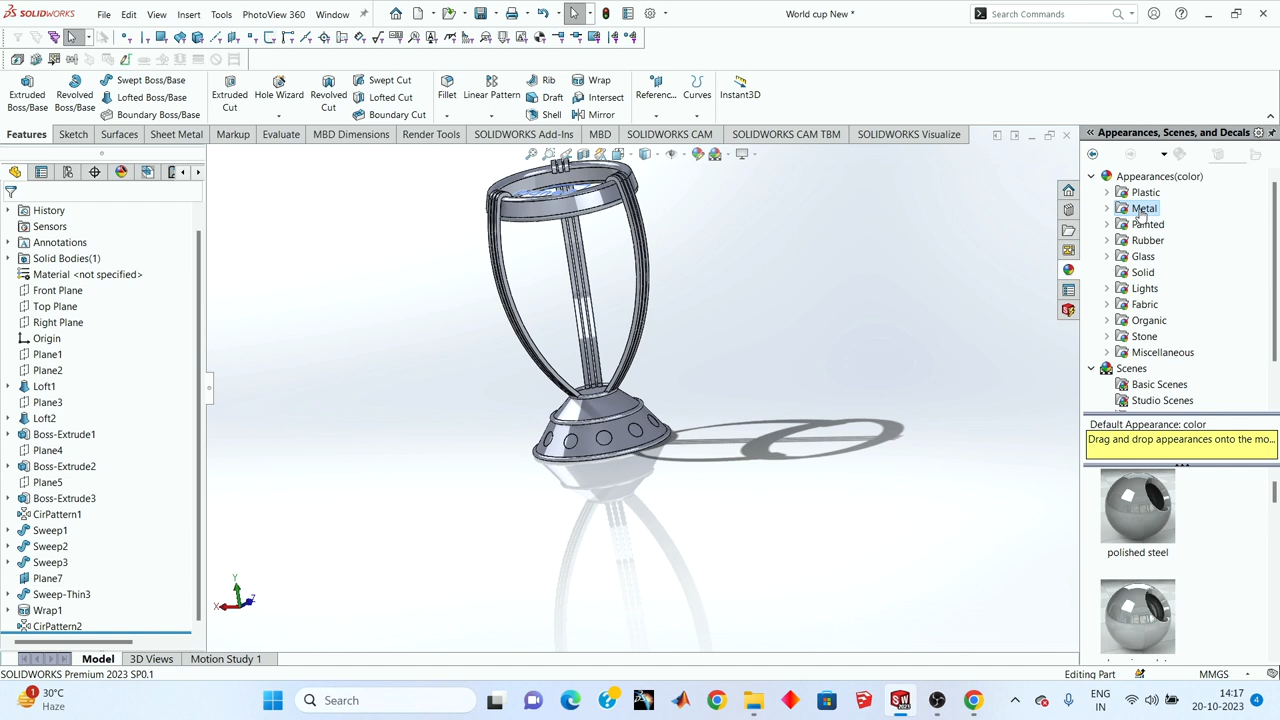 SOLIDWORKS File Edit View Insert Tools PhotoView 360 Window World cup New * Search Commands
Extruded Boss/Base
Revolved Boss/Base
Swept Boss/Base
Lofted Boss/Base
Boundary Boss/Base
Extruded Cut
Hole Wizard
Revolved Cut
Swept Cut
Lofted Cut
Boundary Cut
Fillet
Linear Pattern
Rib
Draft
Shell
Wrap
Intersect
Mirror
Referenc...
Curves
Instant3D
Features Sketch Surfaces Sheet Metal Markup Evaluate MBD Dimensions Render Tools SOLIDWORKS Add-Ins MBD SOLIDWORKS CAM SOLIDWORKS CAM TBM SOLIDWORKS Visualize
History
Sensors
Annotations
Solid Bodies(1)
Material <not specified>
Front Plane
Top Plane
Right Plane
Origin
Plane1
Plane2
Loft1
Plane3
Loft2
Boss-Extrude1
Plane4
Boss-Extrude2
Plane5
Boss-Extrude3
CirPattern1
Sweep1
Sweep2
Sweep3
Plane7
Sweep-Thin3
Wrap1
CirPattern2
Y
X
Z
Appearances, Scenes, and Decals
Appearances(color)
Plastic
Metal
Painted
Rubber
Glass
Solid
Lights
Fabric
Organic
Stone
Miscellaneous
Scenes
Basic Scenes
Studio Scenes
Default Appearance: color
Drag and drop appearances onto the mo...
polished steel
Model 3D Views Motion Study 1
SOLIDWORKS Premium 2023 SP0.1 Editing Part MMGS
1
30°C
Haze
Search
ENG
IN
14:17
20-10-2023
4